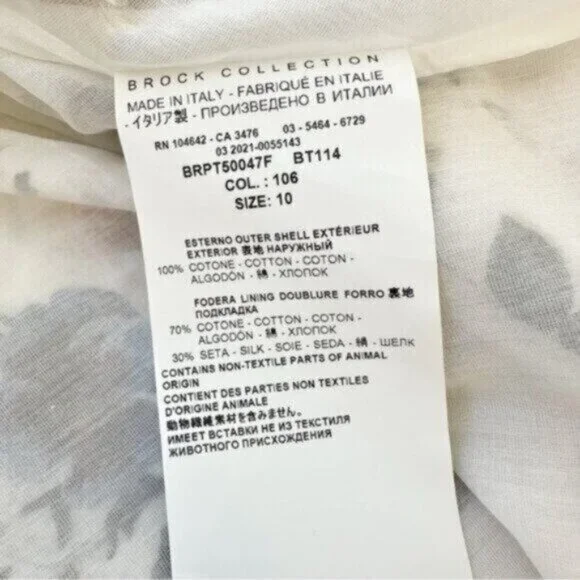 BROCK COLLECTION
MADE IN ITALY - FABRIQUÉ EN ITALIE
- イタリア製 - ПРОИЗВЕДЕНО В ИТАЛИИ
RN 104642 - CA 3476 03 - 5464 - 6729
03 2021-0055143
BRPT50047F BT114
COL. : 106
SIZE: 10
ESTERNO OUTER SHELL EXTÉRIEUR
EXTERIOR 表地 НАРУЖНЫЙ
100% COTONE - COTTON - COTON -
ALGODÓN - 綿 - ХЛОПОК
FODERA LINING DOUBLURE FORRO 裏地
ПОДКЛАДКА
70% COTONE - COTTON - COTON -
ALGODÓN - 綿 - ХЛОПОК
30% SETA - SILK - SOIE - SEDA - 絹 - ШЕЛК
CONTAINS NON-TEXTILE PARTS OF ANIMAL
ORIGIN
CONTIENT DES PARTIES NON TEXTILES
D'ORIGINE ANIMALE
動物繊維素材を含みません。
ИМЕЕТ ВСТАВКИ НЕ ИЗ ТЕКСТИЛЯ
ЖИВОТНОГО ПРИСХОЖДЕНИЯ